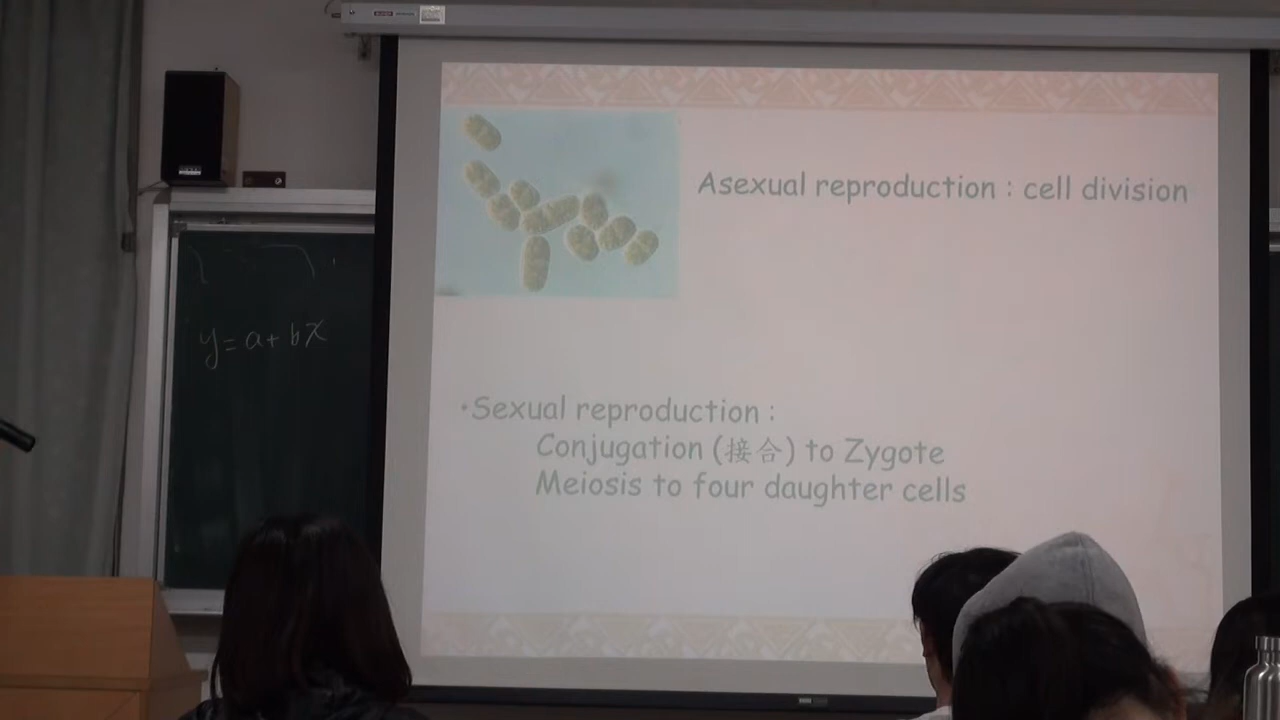 Asexual reproduction : cell division
y = a + bx
•Sexual reproduction :
Conjugation (接合) to Zygote
Meiosis to four daughter cells